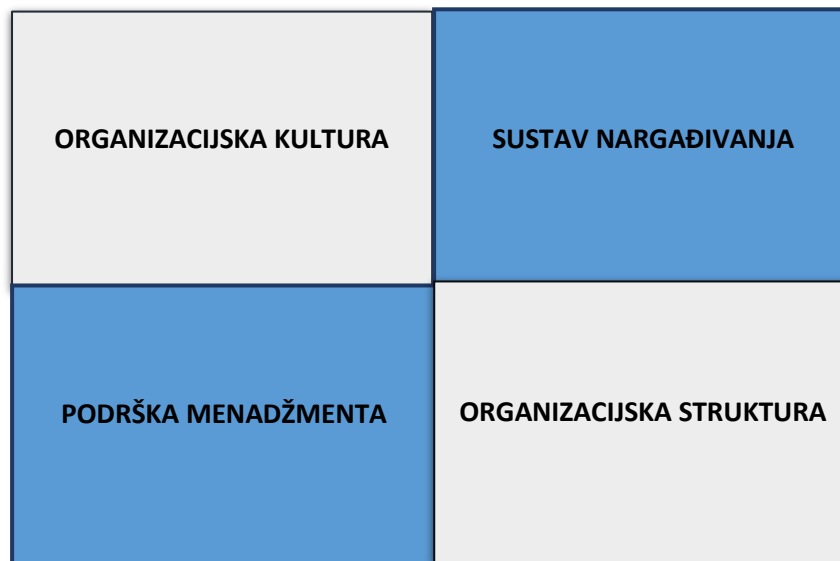 ORGANIZACIJSKA KULTURA
SUSTAV NARGAĐIVANJA
PODRŠKA MENADŽMENTA
ORGANIZACIJSKA STRUKTURA